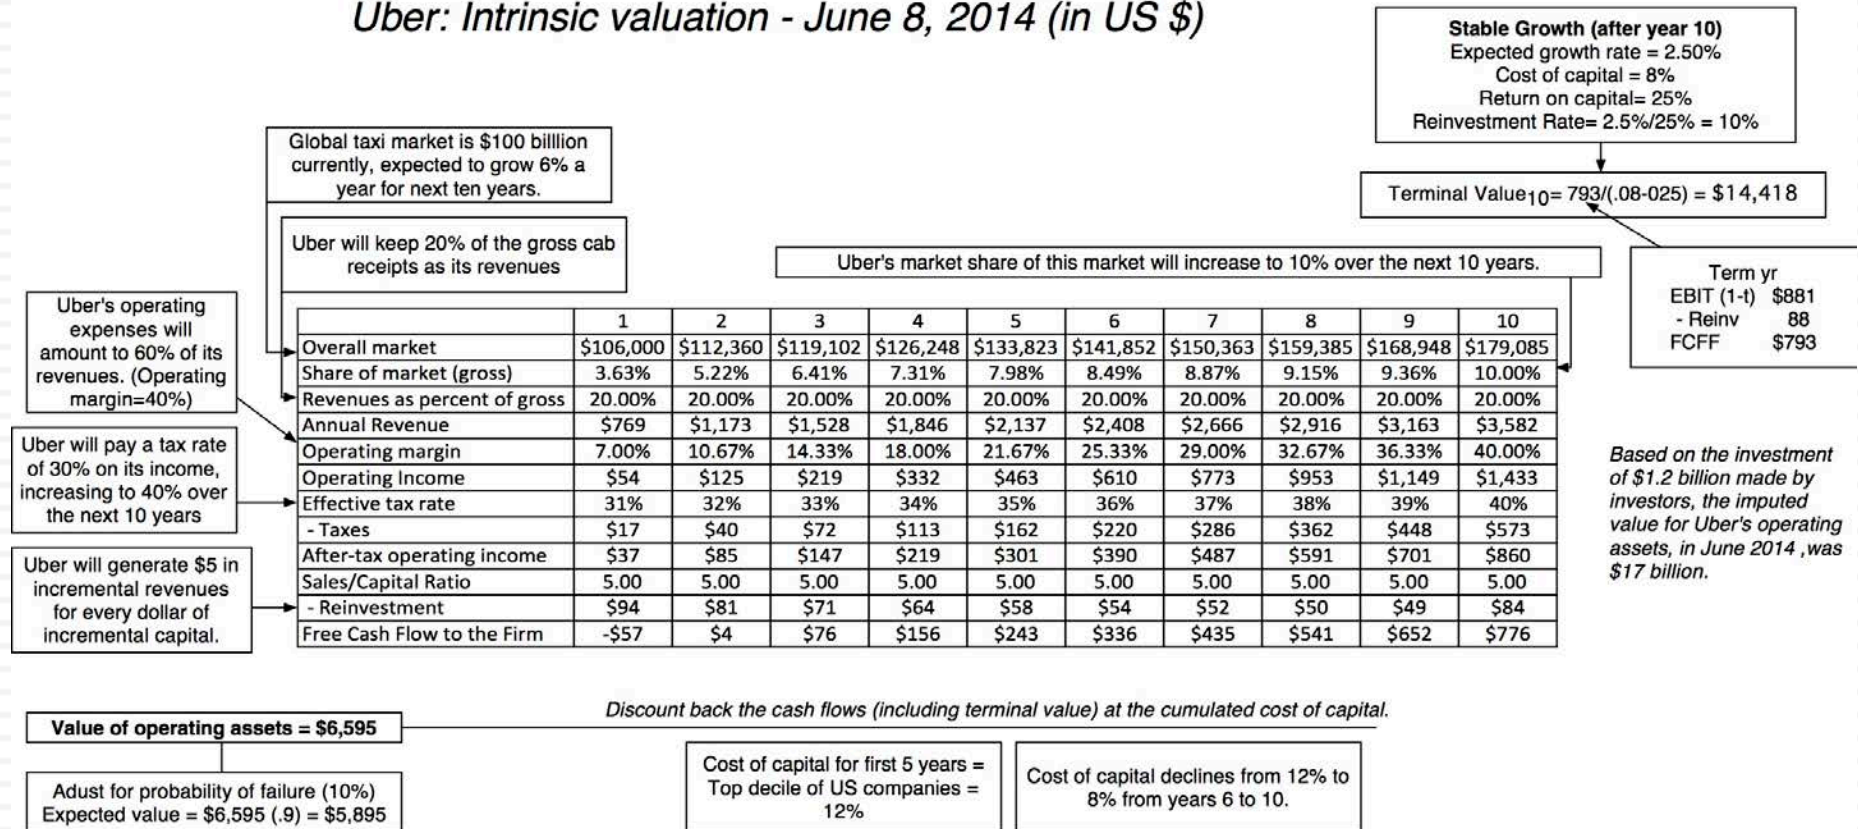 Uber: Intrinsic valuation - June 8, 2014 (in US $)
Stable Growth (after year 10)
Expected growth rate = 2.50%
Cost of capital = 8%
Return on capital= 25%
Reinvestment Rate= 2.5%/25% = 10%
Terminal Value10= 793/(.08-025) = $14,418
Term yr
EBIT (1-t) $881
- Reinv 88
FCFF $793
Global taxi market is $100 billlion
currently, expected to grow 6% a
year for next ten years.
Uber will keep 20% of the gross cab
receipts as its revenues
Uber's market share of this market will increase to 10% over the next 10 years.
Uber's operating
expenses will
amount to 60% of its
revenues. (Operating
margin=40%)
Uber will pay a tax rate
of 30% on its income,
increasing to 40% over
the next 10 years
Uber will generate $5 in
incremental revenues
for every dollar of
incremental capital.
1 2 3 4 5 6 7 8 9 10
Overall market $106,000 $112,360 $119,102 $126,248 $133,823 $141,852 $150,363 $159,385 $168,948 $179,085
Share of market (gross) 3.63% 5.22% 6.41% 7.31% 7.98% 8.49% 8.87% 9.15% 9.36% 10.00%
Revenues as percent of gross 20.00% 20.00% 20.00% 20.00% 20.00% 20.00% 20.00% 20.00% 20.00% 20.00%
Annual Revenue $769 $1,173 $1,528 $1,846 $2,137 $2,408 $2,666 $2,916 $3,163 $3,582
Operating margin 7.00% 10.67% 14.33% 18.00% 21.67% 25.33% 29.00% 32.67% 36.33% 40.00%
Operating Income $54 $125 $219 $332 $463 $610 $773 $953 $1,149 $1,433
Effective tax rate 31% 32% 33% 34% 35% 36% 37% 38% 39% 40%
- Taxes $17 $40 $72 $113 $162 $220 $286 $362 $448 $573
After-tax operating income $37 $85 $147 $219 $301 $390 $487 $591 $701 $860
Sales/Capital Ratio 5.00 5.00 5.00 5.00 5.00 5.00 5.00 5.00 5.00 5.00
- Reinvestment $94 $81 $71 $64 $58 $54 $52 $50 $49 $84
Free Cash Flow to the Firm -$57 $4 $76 $156 $243 $336 $435 $541 $652 $776
Based on the investment
of $1.2 billion made by
investors, the imputed
value for Uber's operating
assets, in June 2014 ,was
$17 billion.
Discount back the cash flows (including terminal value) at the cumulated cost of capital.
Value of operating assets = $6,595
Adust for probability of failure (10%)
Expected value = $6,595 (.9) = $5,895
Cost of capital for first 5 years =
Top decile of US companies =
12%
Cost of capital declines from 12% to
8% from years 6 to 10.